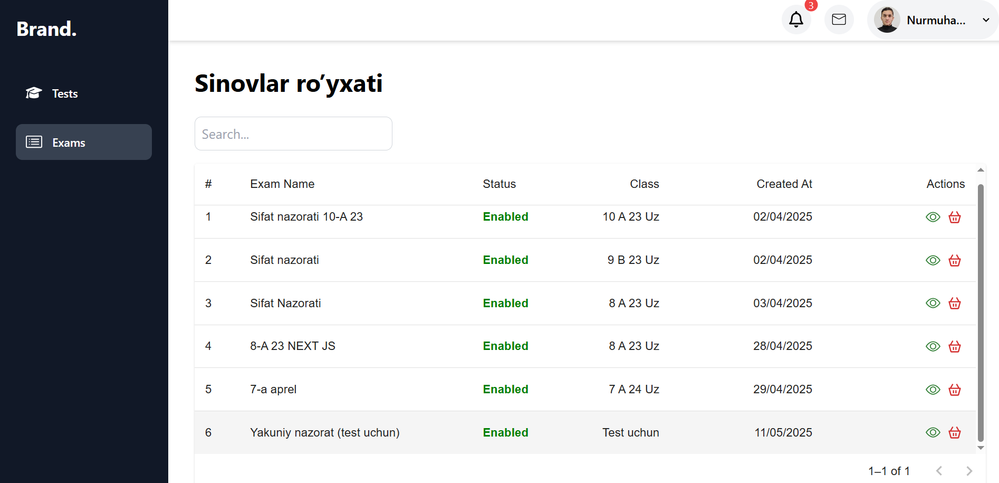 Brand.
3
Nurmuha...
Tests
Exams
Sinovlar ro’yxati
Search...
# Exam Name Status Class Created At Actions
1 Sifat nazorati 10-A 23 Enabled 10 A 23 Uz 02/04/2025
2 Sifat nazorati Enabled 9 B 23 Uz 02/04/2025
3 Sifat Nazorati Enabled 8 A 23 Uz 03/04/2025
4 8-A 23 NEXT JS Enabled 8 A 23 Uz 28/04/2025
5 7-a aprel Enabled 7 A 24 Uz 29/04/2025
6 Yakuniy nazorat (test uchun) Enabled Test uchun 11/05/2025
1–1 of 1